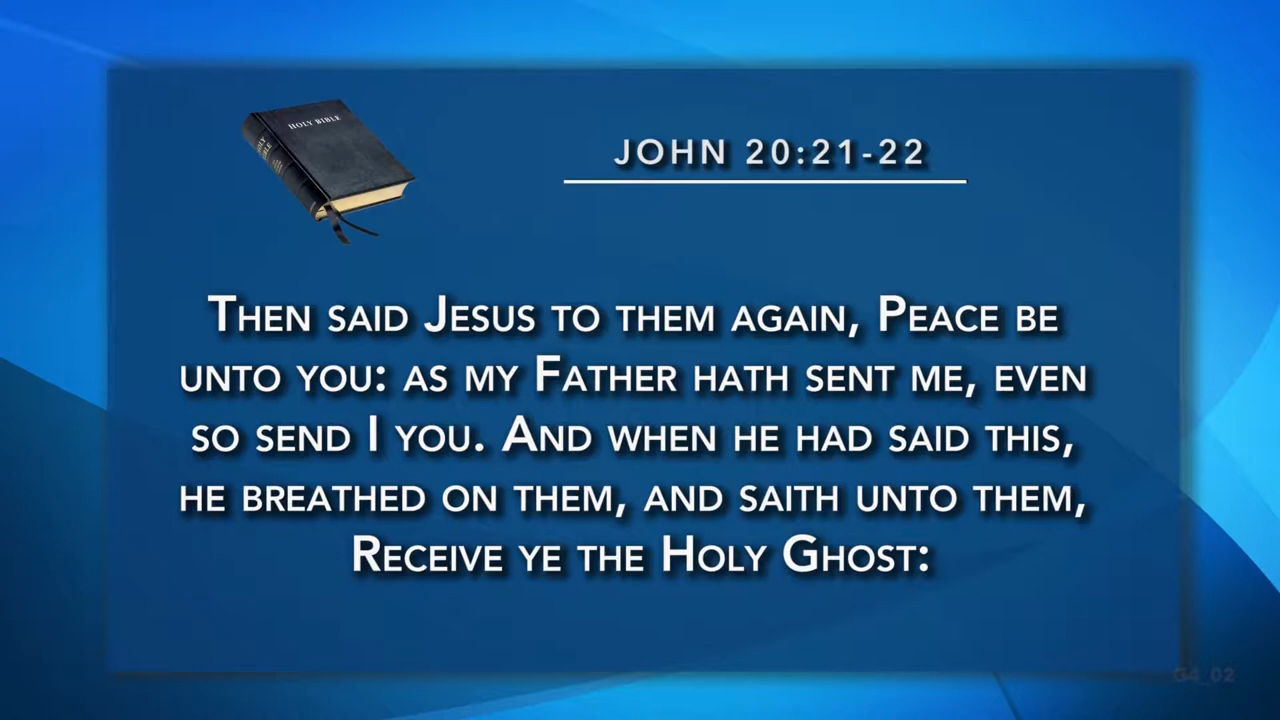 HOLY BIBLE
JOHN 20:21-22
Then said Jesus to them again, Peace be
unto you: as my Father hath sent me, even
so send I you. And when he had said this,
he breathed on them, and saith unto them,
Receive ye the Holy Ghost:
G4_02